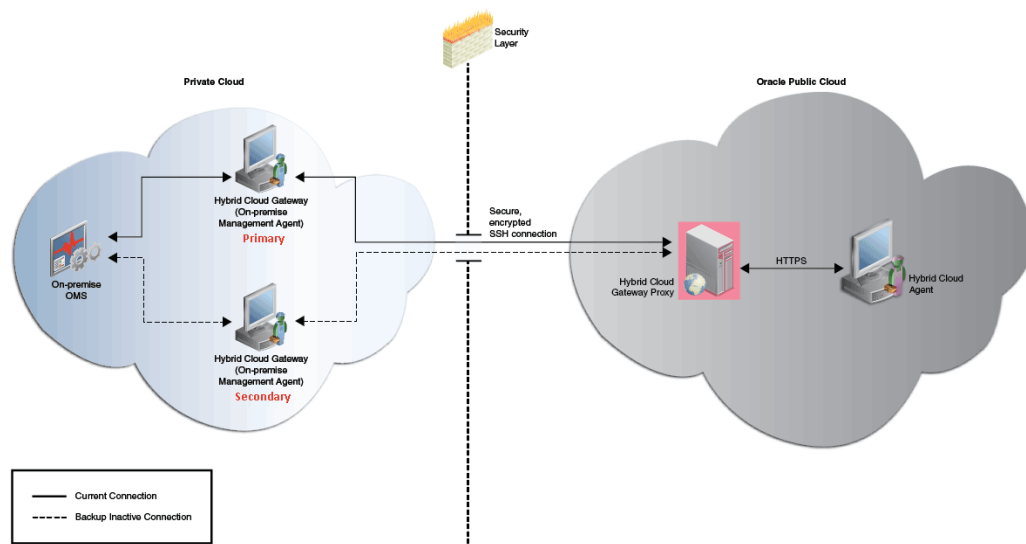 Security
Layer
Private Cloud
Oracle Public Cloud
Hybrid Cloud Gateway
(On-premise
Management Agent)
Primary
On-premise
OMS
Hybrid Cloud Gateway
(On-premise
Management Agent)
Secondary
Secure,
encrypted
SSH connection
Hybrid Cloud
Gateway Proxy
HTTPS
Hybrid Cloud
Agent
Current Connection
Backup Inactive Connection